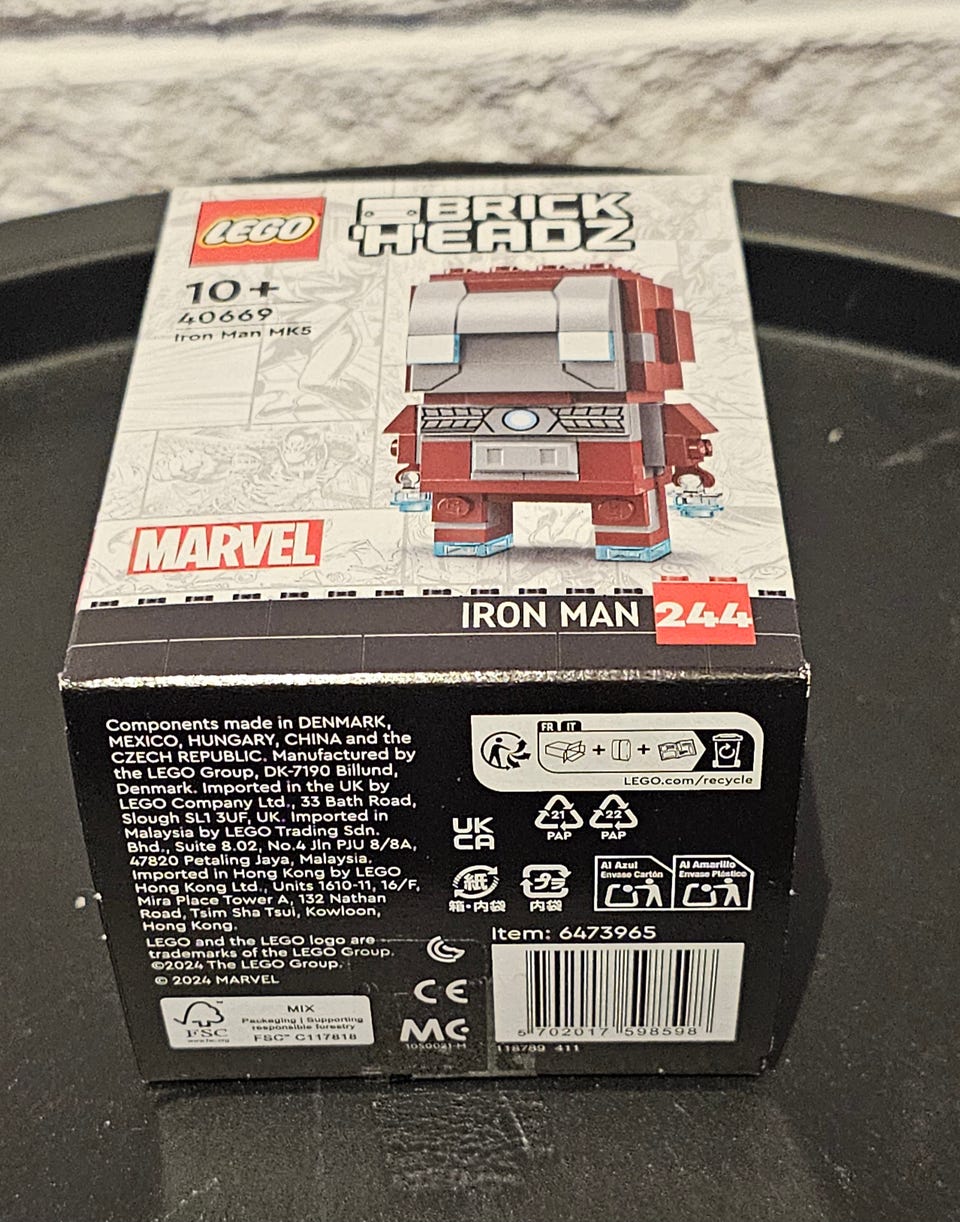 LEGO
BRICK
HEADZ
10+
40669
Iron Man MK5
MARVEL
IRON MAN 244
Components made in DENMARK,
MEXICO, HUNGARY, CHINA and the
CZECH REPUBLIC. Manufactured by
the LEGO Group, DK-7190 Billund,
Denmark. Imported in the UK by
LEGO Company Ltd., 33 Bath Road,
Slough SL1 3UF, UK. Imported in
Malaysia by LEGO Trading Sdn.
Bhd., Suite 8.02, No.4 Jln PJU 8/8A,
47820 Petaling Jaya, Malaysia.
Imported in Hong Kong by LEGO
Hong Kong Ltd., Units 1610-11, 16/F,
Mira Place Tower A, 132 Nathan
Road, Tsim Sha Tsui, Kowloon,
Hong Kong.
LEGO and the LEGO logo are
trademarks of the LEGO Group.
©2024 The LEGO Group.
© 2024 MARVEL
FSC™
www.fsc.org
MIX
Packaging | Supporting
responsible forestry
FSC™ C117818
FR IT
+ +
LEGO.com/recycle
UK
CA
21
PAP
22
PAP
紙
箱・内袋
プラ
内袋
Al Azul
Envase Cartón
Al Amarillo
Envase Plástico
CE
MC
1050021-H
Item: 6473965
5 702017 598598
118789 411